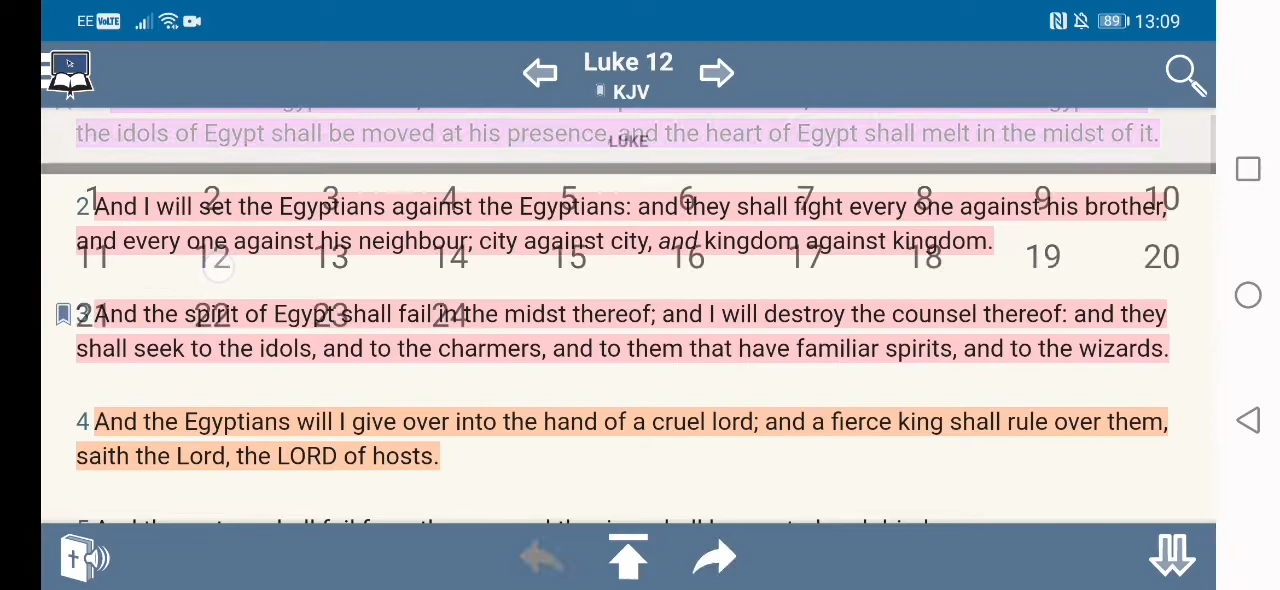 EE VoLTE 89 13:09
Luke 12
KJV
the idols of Egypt shall be moved at his presence, and the heart of Egypt shall melt in the midst of it.
LUKE
1 2 3 4 5 6 7 8 9 10
2 And I will set the Egyptians against the Egyptians: and they shall fight every one against his brother,
and every one against his neighbour; city against city, and kingdom against kingdom.
11 12 13 14 15 16 17 18 19 20
3 And the spirit of Egypt shall fail in the midst thereof; and I will destroy the counsel thereof: and they
21 22 23 24
shall seek to the idols, and to the charmers, and to them that have familiar spirits, and to the wizards.
4 And the Egyptians will I give over into the hand of a cruel lord; and a fierce king shall rule over them,
saith the Lord, the LORD of hosts.